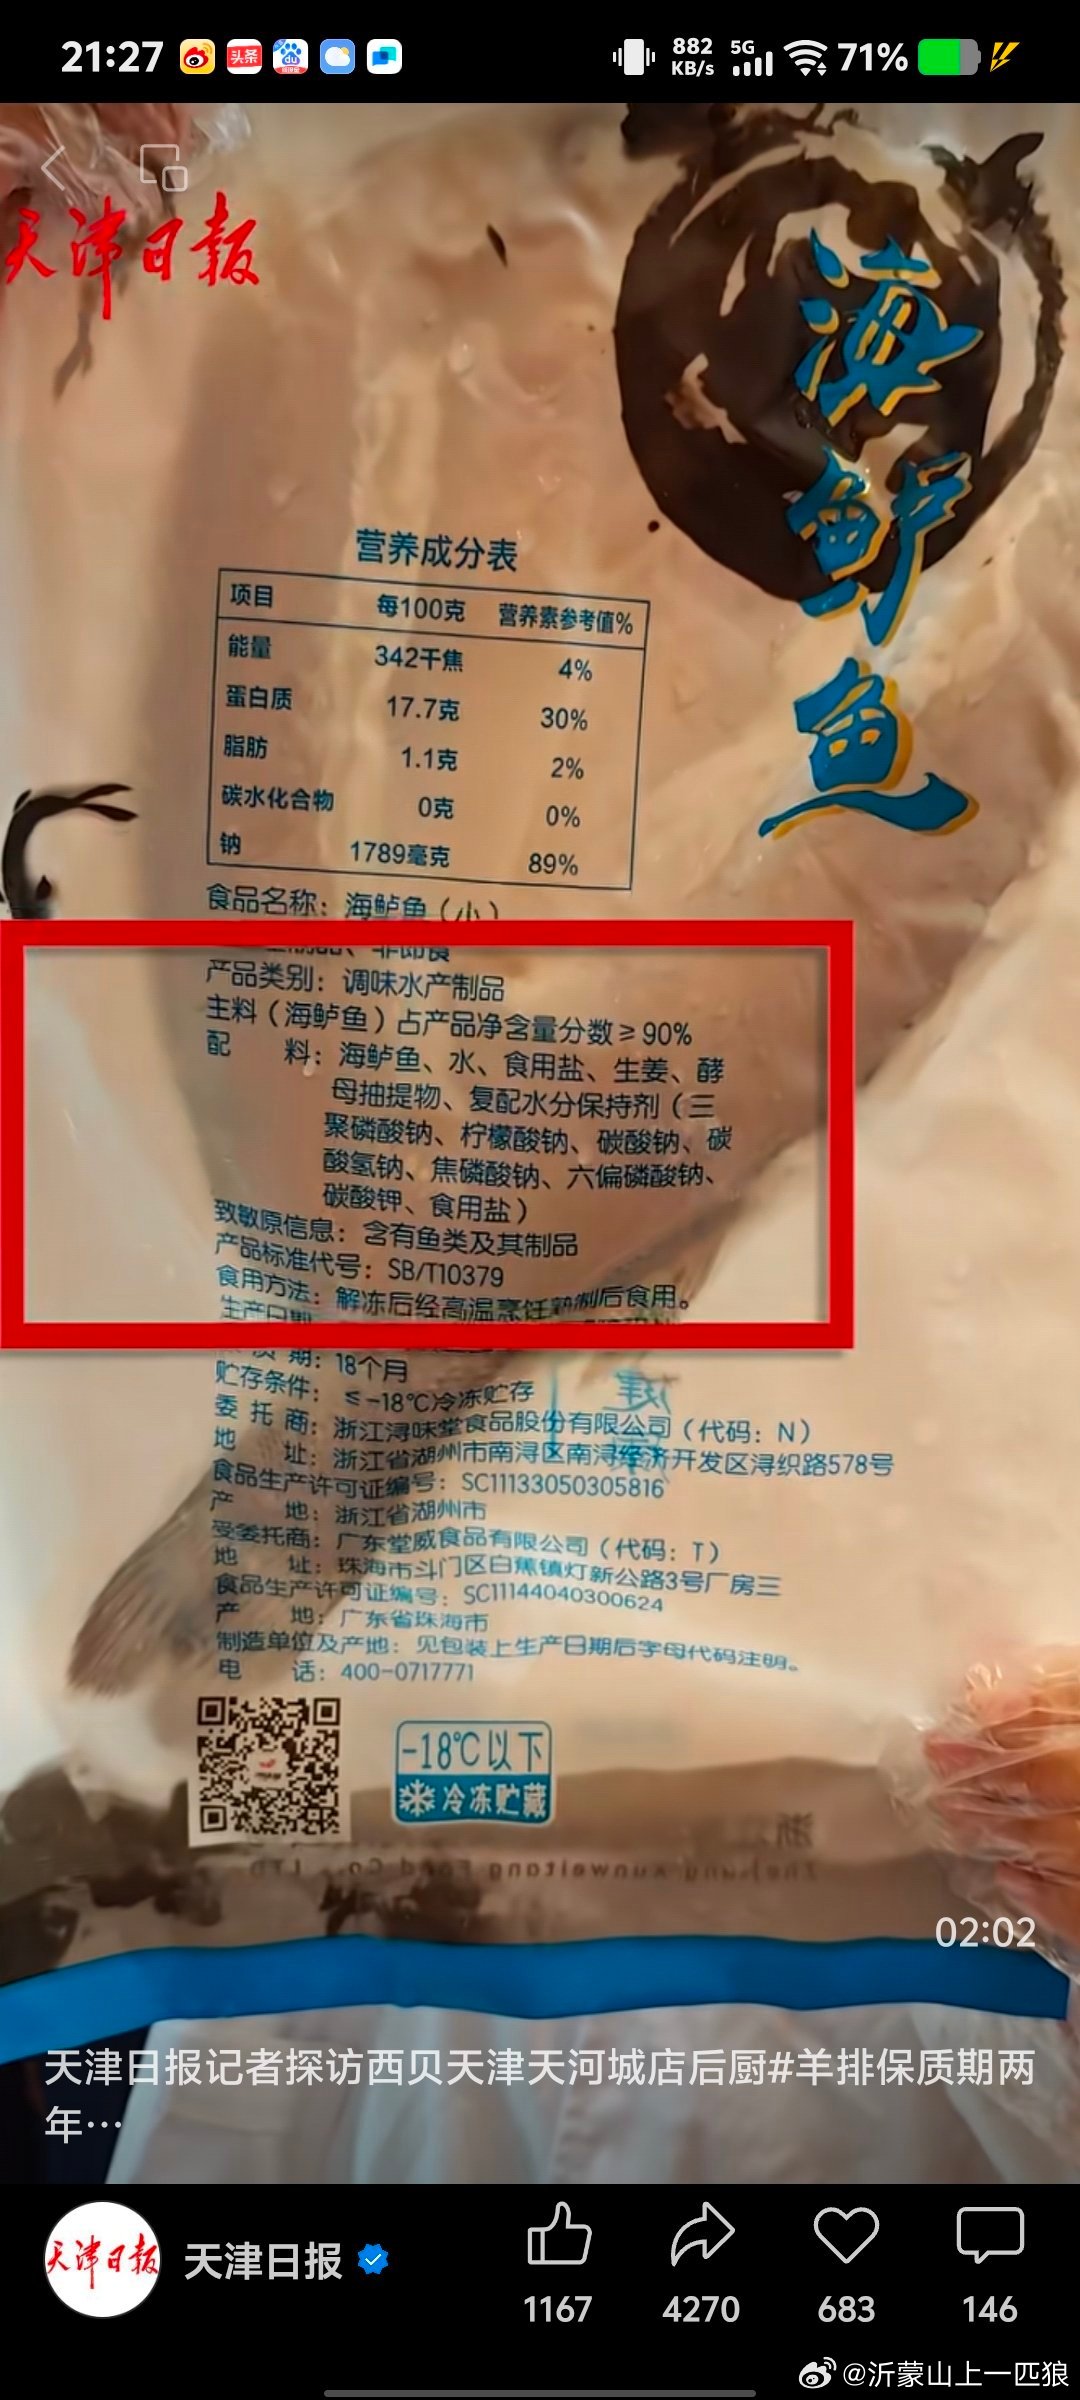 21:27
882
KB/s
5G
71%
天津日报
海鲈鱼
营养成分表
项目 每100克 营养素参考值%
能量 342千焦 4%
蛋白质 17.7克 30%
脂肪 1.1克 2%
碳水化合物 0克 0%
钠 1789毫克 89%
食品名称：海鲈鱼（小）
产品类别：调味水产制品
主料（海鲈鱼）占产品净含量分数≥90%
配 料：海鲈鱼、水、食用盐、生姜、酵
母抽提物、复配水分保持剂（三
聚磷酸钠、柠檬酸钠、碳酸钠、碳
酸氢钠、焦磷酸钠、六偏磷酸钠、
碳酸钾、食用盐）
致敏原信息：含有鱼类及其制品
产品标准代号：SB/T10379
食用方法：解冻后经高温烹饪熟制后食用。
生产日期
质 期：18个月
贮存条件：≤-18℃冷冻贮存
委 托 商：浙江浔味堂食品股份有限公司（代码：N）
地 址：浙江省湖州市南浔区南浔经济开发区浔织路578号
食品生产许可证编号：SC11133050305816
产 地：浙江省湖州市
受委托商：广东堂威食品有限公司（代码：T）
地 址：珠海市斗门区白蕉镇灯新公路3号厂房三
食品生产许可证编号：SC11144040300624
产 地：广东省珠海市
制造单位及产地：见包装上生产日期后字母代码注明。
电 话：400-0717771
-18℃以下
冷冻贮藏
Zhejiang Xunweitang Food Co., LTD
02:02
天津日报记者探访西贝天津天河城店后厨#羊排保质期两
年…
天津日报
天津日报
1167
4270
683
146
@沂蒙山上一匹狼